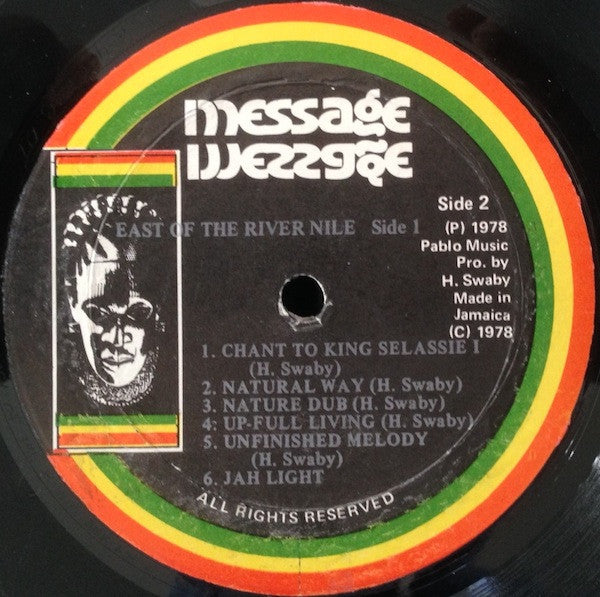 message
message
Side 2
EAST OF THE RIVER NILE Side 1
(P) 1978
Pablo Music
Pro. by
H. Swaby
Made in
Jamaica
(C) 1978
1. CHANT TO KING SELASSIE I
(H. Swaby)
2. NATURAL WAY (H. Swaby)
3. NATURE DUB (H. Swaby)
4: UP-FULL LIVING (H. Swaby)
5. UNFINISHED MELODY
(H. Swaby)
6. JAH LIGHT
ALL RIGHTS RESERVED